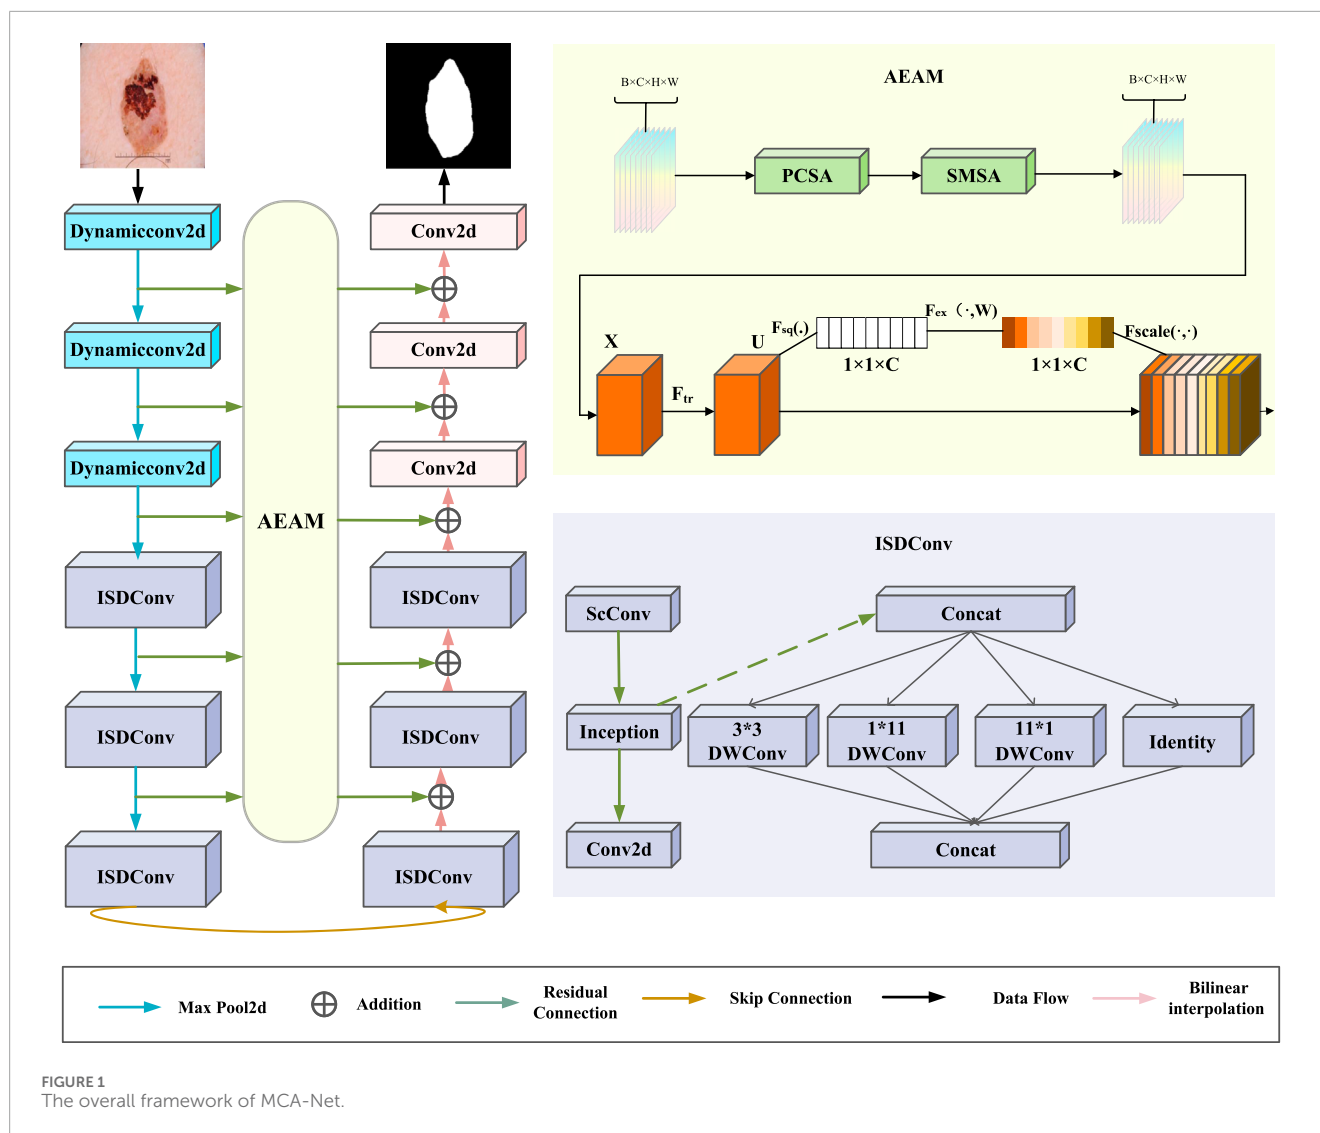 Dynamicconv2d
Dynamicconv2d
Dynamicconv2d
ISDConv
ISDConv
ISDConv
AEAM
Conv2d
Conv2d
Conv2d
ISDConv
ISDConv
ISDConv
AEAM
B×C×H×W
B×C×H×W
PCSA
SMSA
X
Ftr
U
Fsq(.)
1×1×C
Fex（·,W)
1×1×C
Fscale(·,·)
ISDConv
ScConv
Inception
Conv2d
Concat
3*3
DWConv
1*11
DWConv
11*1
DWConv
Identity
Concat
Max Pool2d
Addition
Residual
Connection
Skip Connection
Data Flow
Bilinear
interpolation
FIGURE 1
The overall framework of MCA-Net.